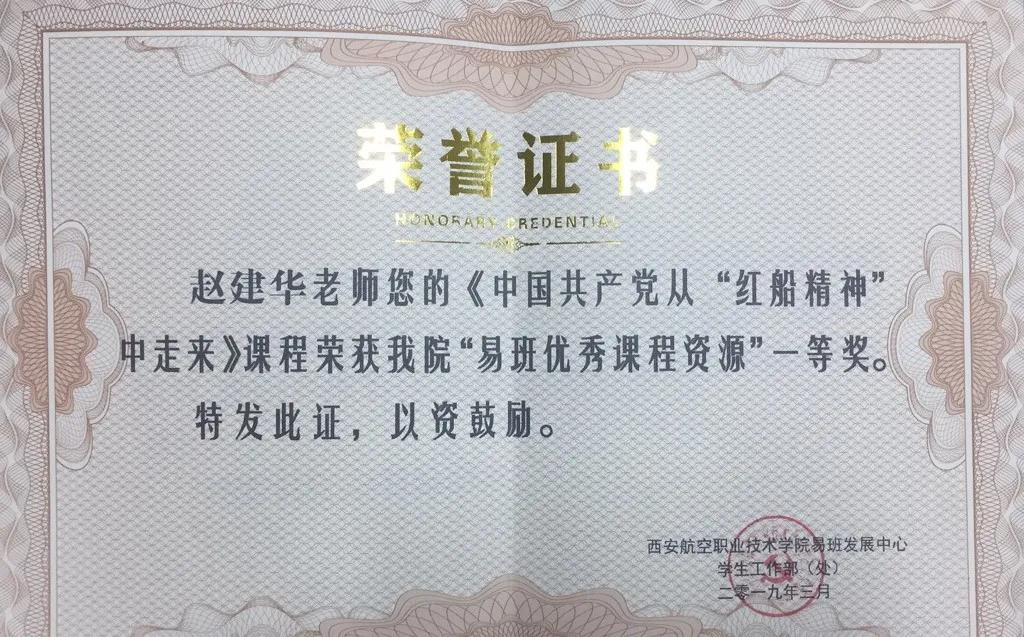 荣誉证书
HONORARY CREDENTIAL
赵建华老师您的《中国共产党从“红船精神”
中走来》课程荣获我院“易班优秀课程资源”一等奖。
特发此证，以资鼓励。
西安航空职业技术学院易班发展中心
学生工作部（处）
二零一九年三月